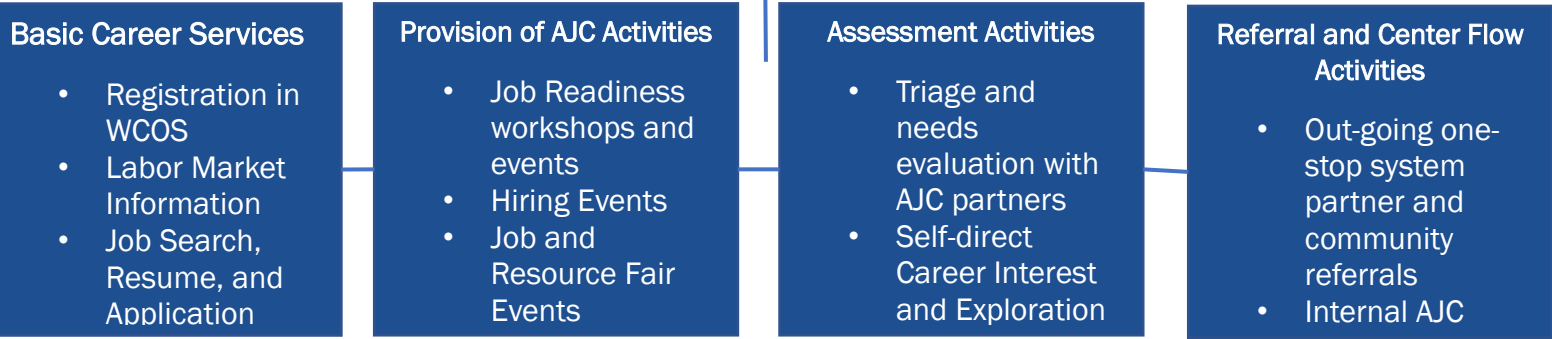 Basic Career Services
• Registration in
WCOS
• Labor Market
Information
• Job Search,
Resume, and
Application
Provision of AJC Activities
• Job Readiness
workshops and
events
• Hiring Events
• Job and
Resource Fair
Events
Assessment Activities
• Triage and
needs
evaluation with
AJC partners
• Self-direct
Career Interest
and Exploration
Referral and Center Flow
Activities
• Out-going one-
stop system
partner and
community
referrals
• Internal AJC